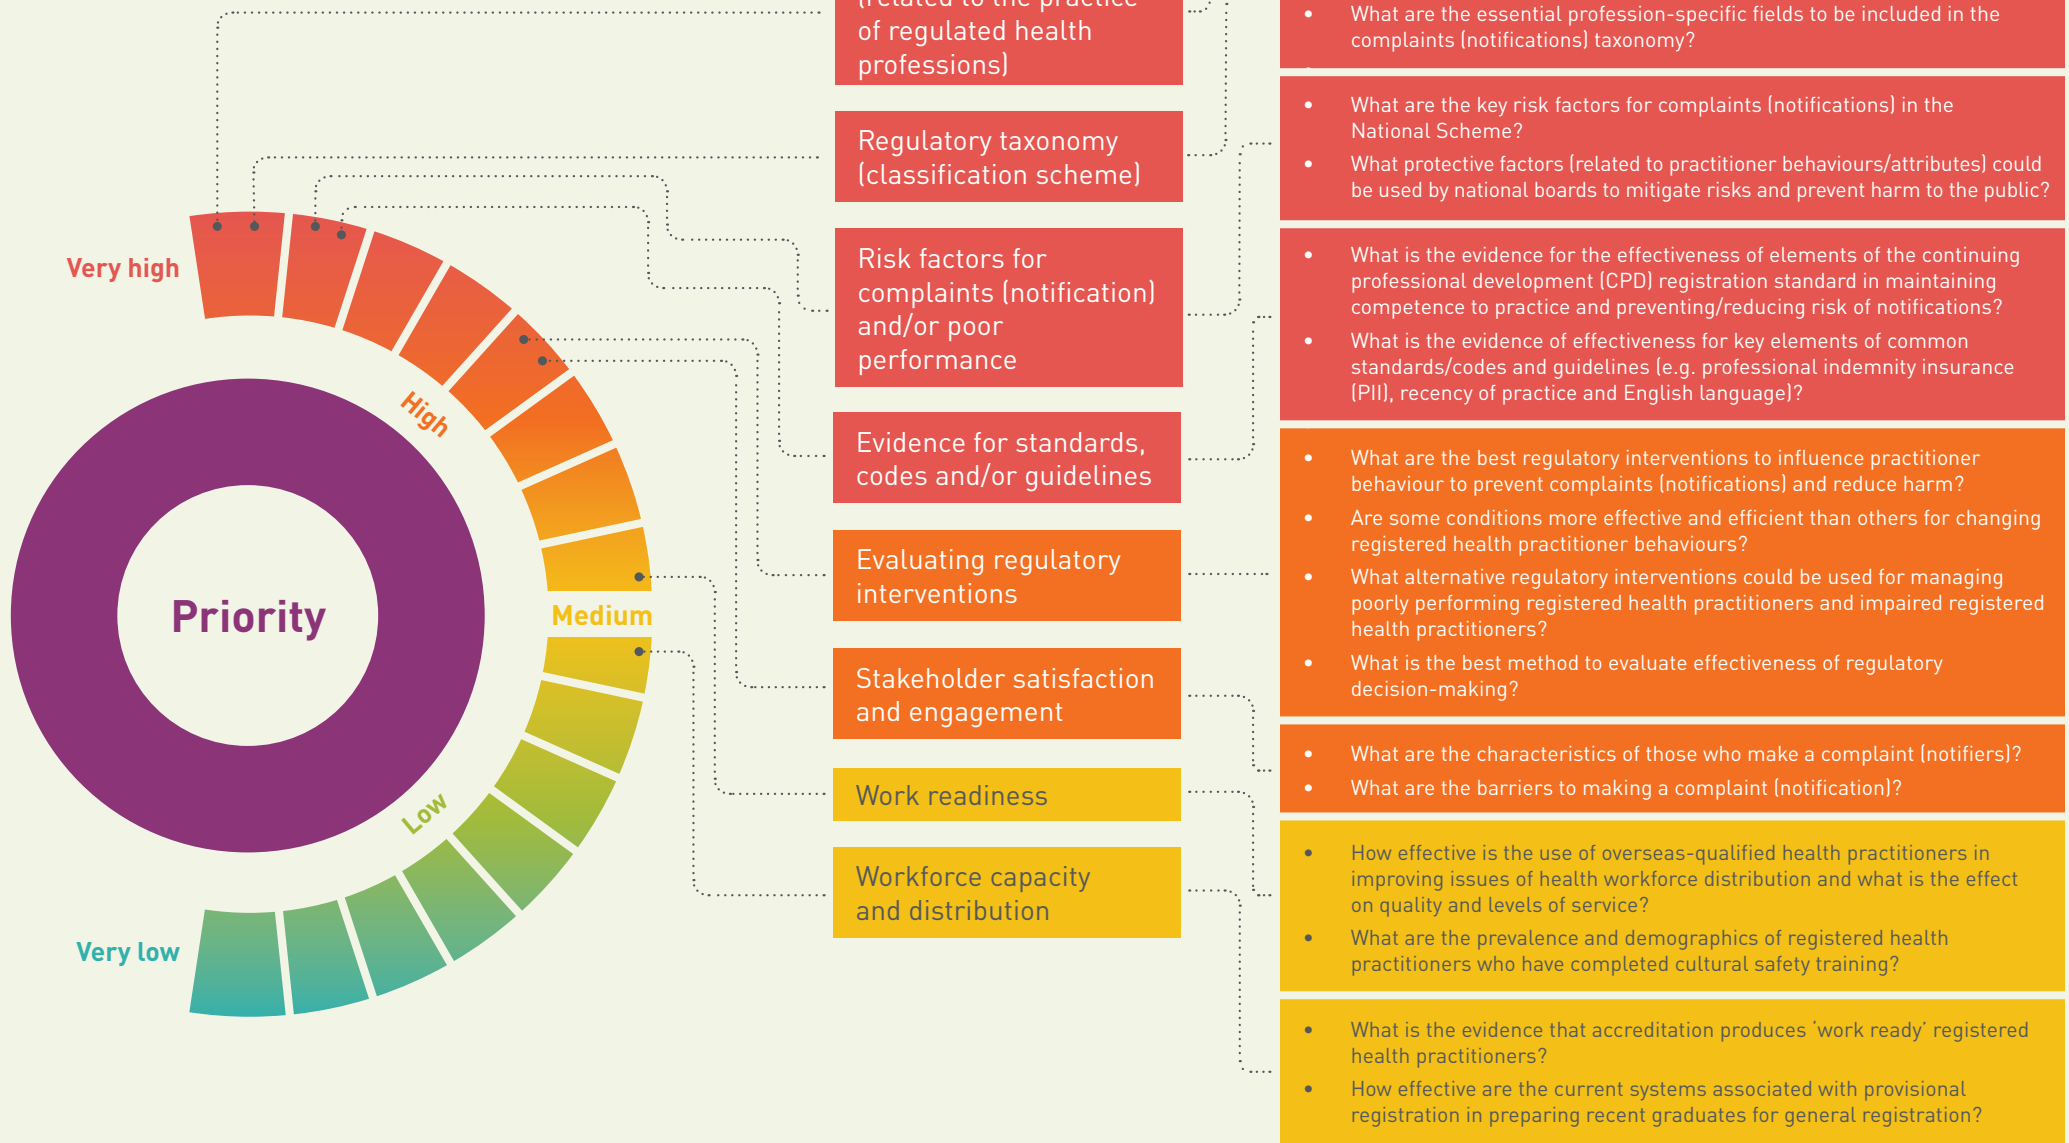 (related to the practice
of regulated health
professions)
Regulatory taxonomy
(classification scheme)
Risk factors for
complaints (notification)
and/or poor
performance
Evidence for standards,
codes and/or guidelines
Evaluating regulatory
interventions
Stakeholder satisfaction
and engagement
Work readiness
Workforce capacity
and distribution
Very high
High
Medium
Low
Very low
Priority
• What are the essential profession-specific fields to be included in the
complaints (notifications) taxonomy?
• What are the key risk factors for complaints (notifications) in the
National Scheme?
• What protective factors (related to practitioner behaviours/attributes) could
be used by national boards to mitigate risks and prevent harm to the public?
• What is the evidence for the effectiveness of elements of the continuing
professional development (CPD) registration standard in maintaining
competence to practice and preventing/reducing risk of notifications?
• What is the evidence of effectiveness for key elements of common
standards/codes and guidelines (e.g. professional indemnity insurance
(PII), recency of practice and English language)?
• What are the best regulatory interventions to influence practitioner
behaviour to prevent complaints (notifications) and reduce harm?
• Are some conditions more effective and efficient than others for changing
registered health practitioner behaviours?
• What alternative regulatory interventions could be used for managing
poorly performing registered health practitioners and impaired registered
health practitioners?
• What is the best method to evaluate effectiveness of regulatory
decision-making?
• What are the characteristics of those who make a complaint (notifiers)?
• What are the barriers to making a complaint (notification)?
• How effective is the use of overseas-qualified health practitioners in
improving issues of health workforce distribution and what is the effect
on quality and levels of service?
• What are the prevalence and demographics of registered health
practitioners who have completed cultural safety training?
• What is the evidence that accreditation produces ‘work ready’ registered
health practitioners?
• How effective are the current systems associated with provisional
registration in preparing recent graduates for general registration?